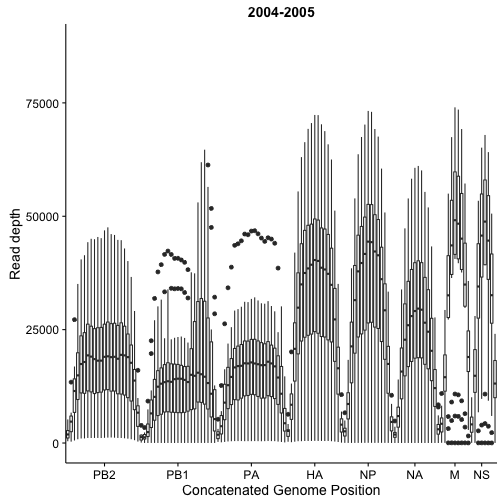 2004-2005
Read depth
75000
50000
25000
0
PB2 PB1 PA HA NP NA M NS
Concatenated Genome Position